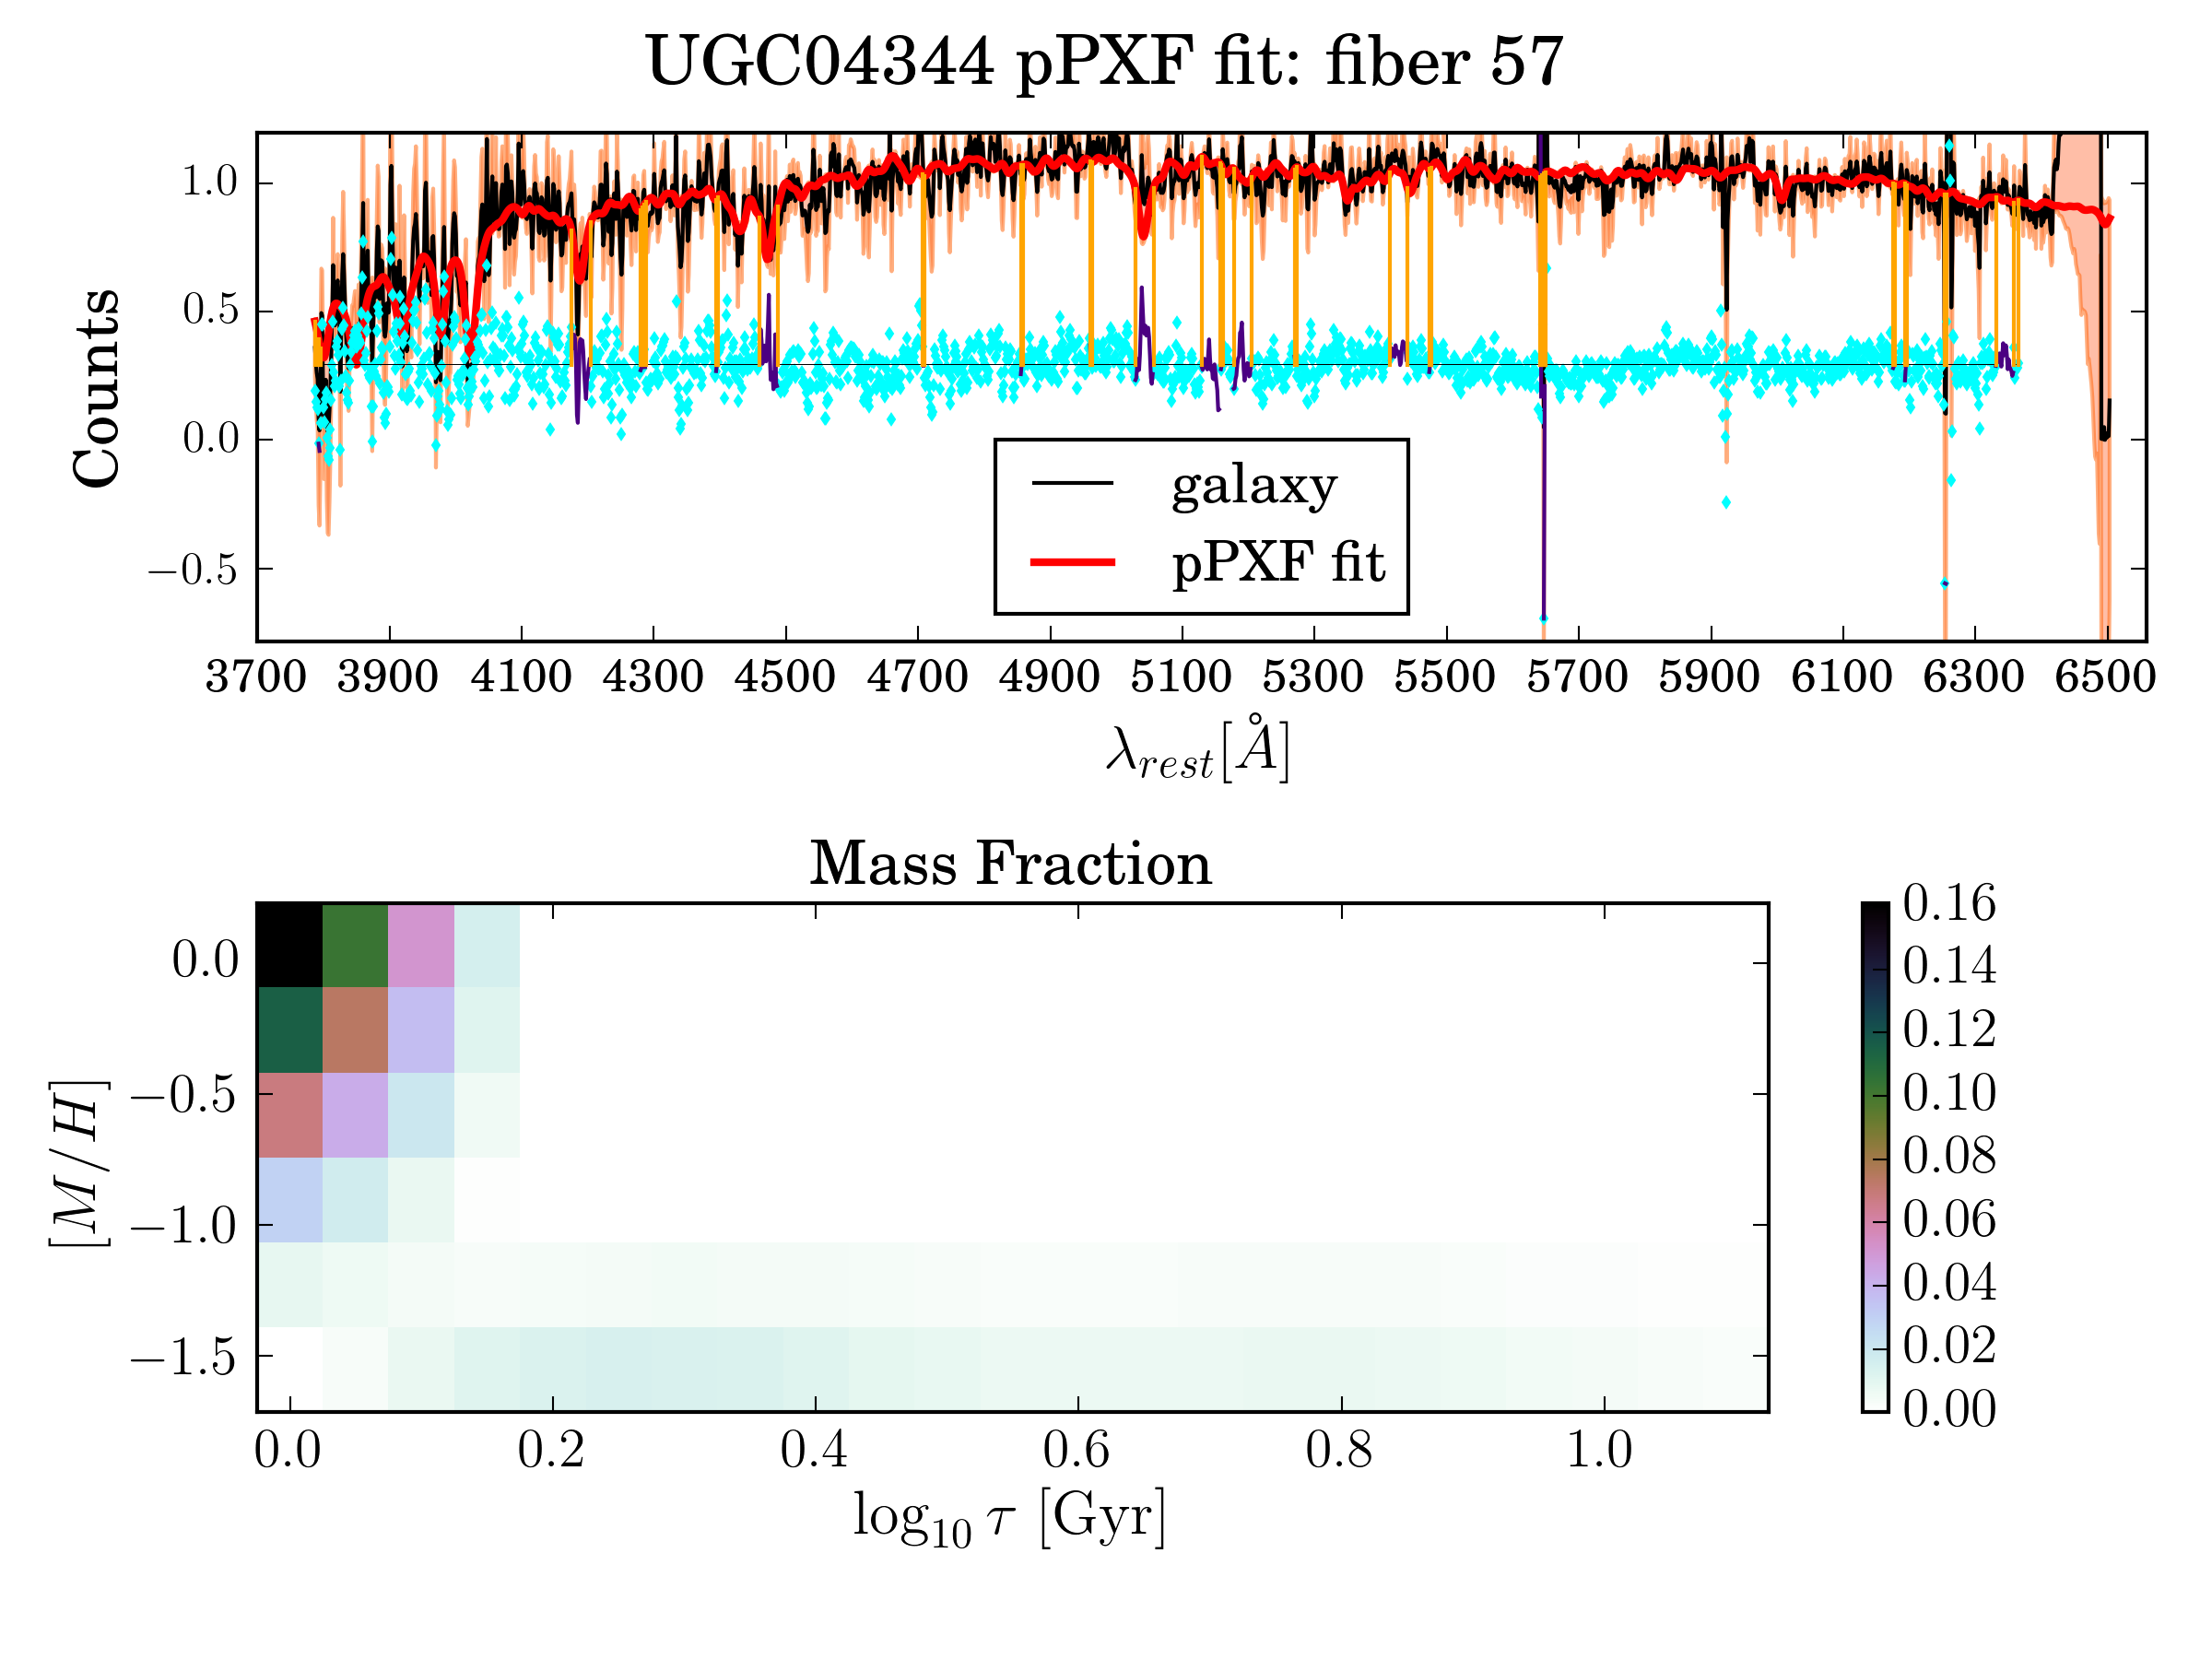 UGC04344 pPXF fit: fiber 57
1.0
0.5
0.0
−0.5
Counts
galaxy
pPXF fit
3700 3900 4100 4300 4500 4700 4900 5100 5300 5500 5700 5900 6100 6300 6500
λrest[Å]
Mass Fraction
0.0
−0.5
−1.0
−1.5
[M/H]
0.0 0.2 0.4 0.6 0.8 1.0
log10 τ [Gyr]
0.16
0.14
0.12
0.10
0.08
0.06
0.04
0.02
0.00